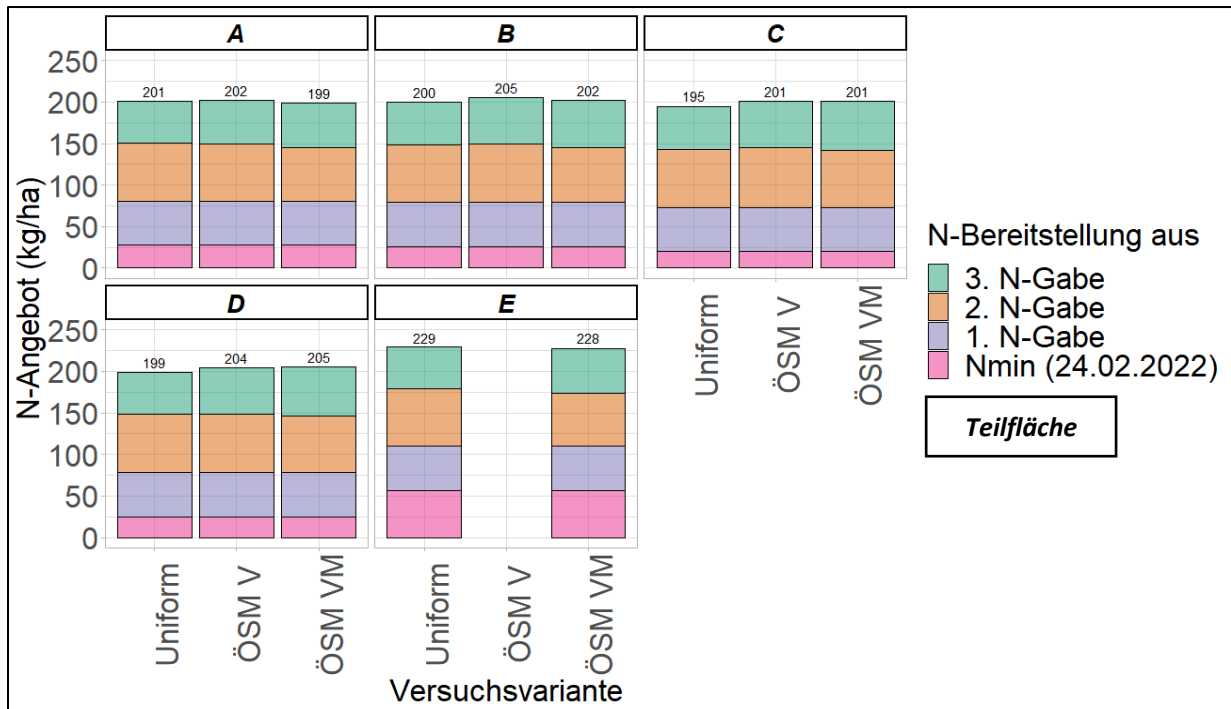 A
B
C
N-Angebot (kg/ha)
250
200
150
100
50
0
201
202
199
200
205
202
195
201
201
D
E
250
200
150
100
50
0
199
204
205
229
228
Uniform
ÖSM V
ÖSM VM
Uniform
ÖSM V
ÖSM VM
Uniform
ÖSM V
ÖSM VM
Versuchsvariante
N-Bereitstellung aus
3. N-Gabe
2. N-Gabe
1. N-Gabe
Nmin (24.02.2022)
Teilfläche